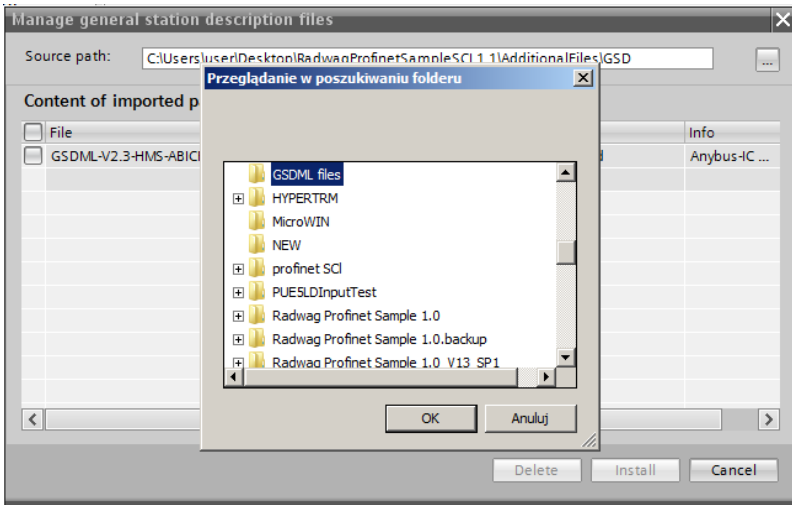 Manage general station description files
Source path: C:\Users\user\Desktop\RadwagProfinetSampleSCL1.1\AdditionalFiles\GSD ...
Przeglądanie w poszukiwaniu folderu
Content of imported p
File Info
GSDML-V2.3-HMS-ABICI Anybus-IC ...
GSDML files
HYPERTRM
MicroWIN
NEW
profinet SCl
PUE5LDInputTest
Radwag Profinet Sample 1.0
Radwag Profinet Sample 1.0.backup
Radwag Profinet Sample 1.0_V13_SP1
OK Anuluj
Delete Install Cancel